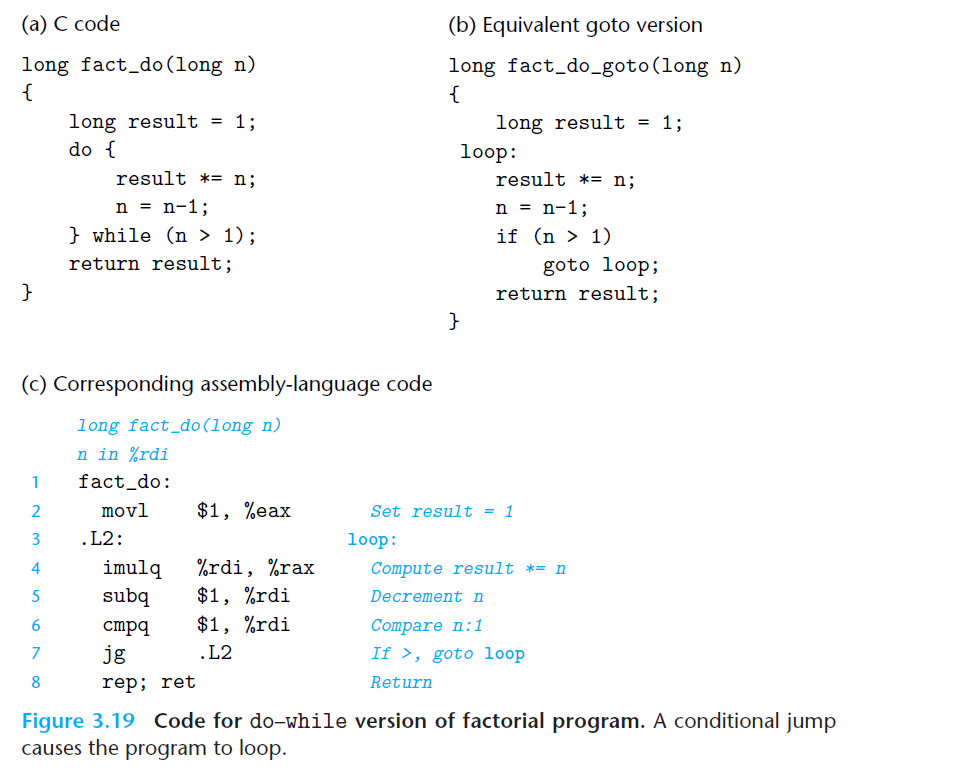 (a) C code
long fact_do(long n)
{
    long result = 1;
    do {
        result *= n;
        n = n-1;
    } while (n > 1);
    return result;
}
(b) Equivalent goto version
long fact_do_goto(long n)
{
    long result = 1;
 loop:
    result *= n;
    n = n-1;
    if (n > 1)
        goto loop;
    return result;
}
(c) Corresponding assembly-language code
long fact_do(long n)
n in %rdi
1 fact_do:
2 movl $1, %eax Set result = 1
3 .L2: loop:
4 imulq %rdi, %rax Compute result *= n
5 subq $1, %rdi Decrement n
6 cmpq $1, %rdi Compare n:1
7 jg .L2 If >, goto loop
8 rep; ret Return
Figure 3.19 Code for do–while version of factorial program. A conditional jump
causes the program to loop.